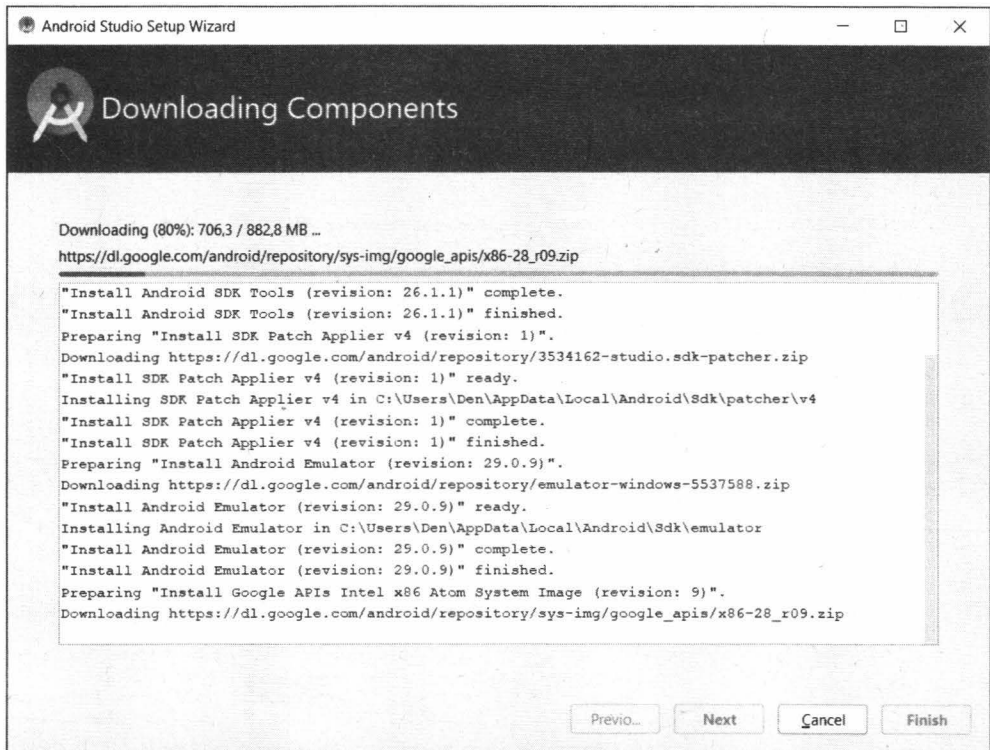 Android Studio Setup Wizard
Downloading Components
Downloading (80%): 706,3 / 882,8 MB ...
https://dl.google.com/android/repository/sys-img/google_apis/x86-28_r09.zip
"Install Android SDK Tools (revision: 26.1.1)" complete.
"Install Android SDK Tools (revision: 26.1.1)" finished.
Preparing "Install SDK Patch Applier v4 (revision: 1)".
Downloading https://dl.google.com/android/repository/3534162-studio.sdk-patcher.zip
"Install SDK Patch Applier v4 (revision: 1)" ready.
Installing SDK Patch Applier v4 in C:\Users\Den\AppData\Local\Android\Sdk\patcher\v4
"Install SDK Patch Applier v4 (revision: 1)" complete.
"Install SDK Patch Applier v4 (revision: 1)" finished.
Preparing "Install Android Emulator (revision: 29.0.9)".
Downloading https://dl.google.com/android/repository/emulator-windows-5537588.zip
"Install Android Emulator (revision: 29.0.9)" ready.
Installing Android Emulator in C:\Users\Den\AppData\Local\Android\Sdk\emulator
"Install Android Emulator (revision: 29.0.9)" complete.
"Install Android Emulator (revision: 29.0.9)" finished.
Preparing "Install Google APIs Intel x86 Atom System Image (revision: 9)".
Downloading https://dl.google.com/android/repository/sys-img/google_apis/x86-28_r09.zip
Previo... Next Cancel Finish